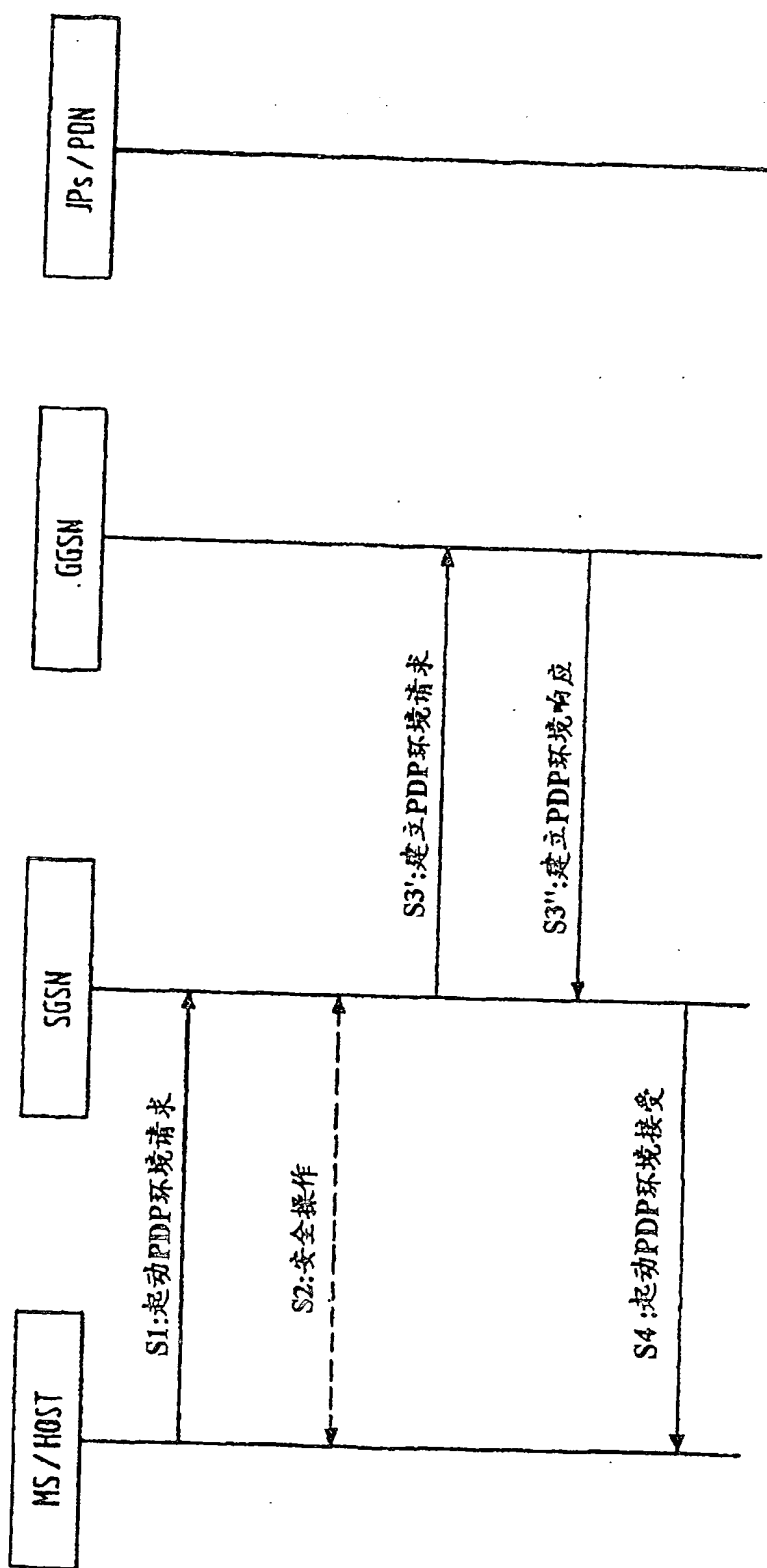 MS/HOST
SGSN
GGSN
JPs/PDN
S1:起动PDP环境请求
S2:安全操作
S3':建立PDP环境请求
S3":建立PDP环境响应
S4:起动PDP环境接受